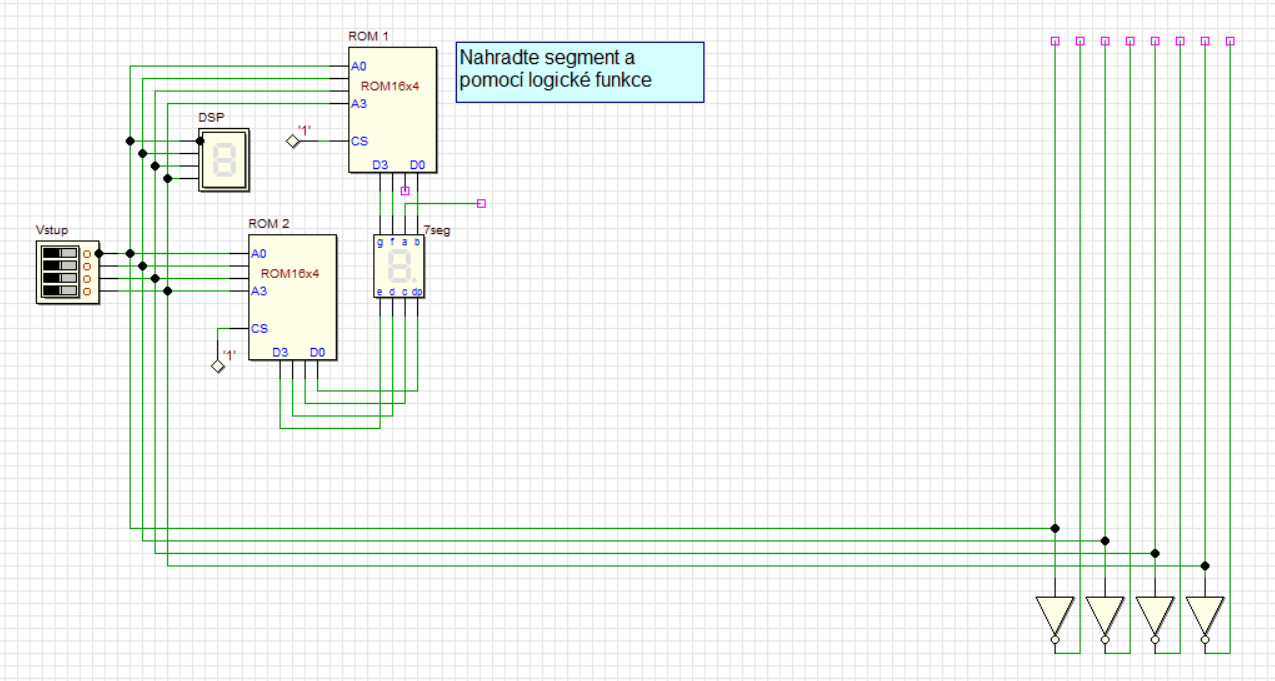 ROM 1
A0
ROM16x4
A3
CS
D3 D0
'1'
Nahradte segment a
pomocí logické funkce
DSP
Vstup
ROM 2
A0
ROM16x4
A3
CS
D3 D0
'1'
7seg
g f a b
e d c dp